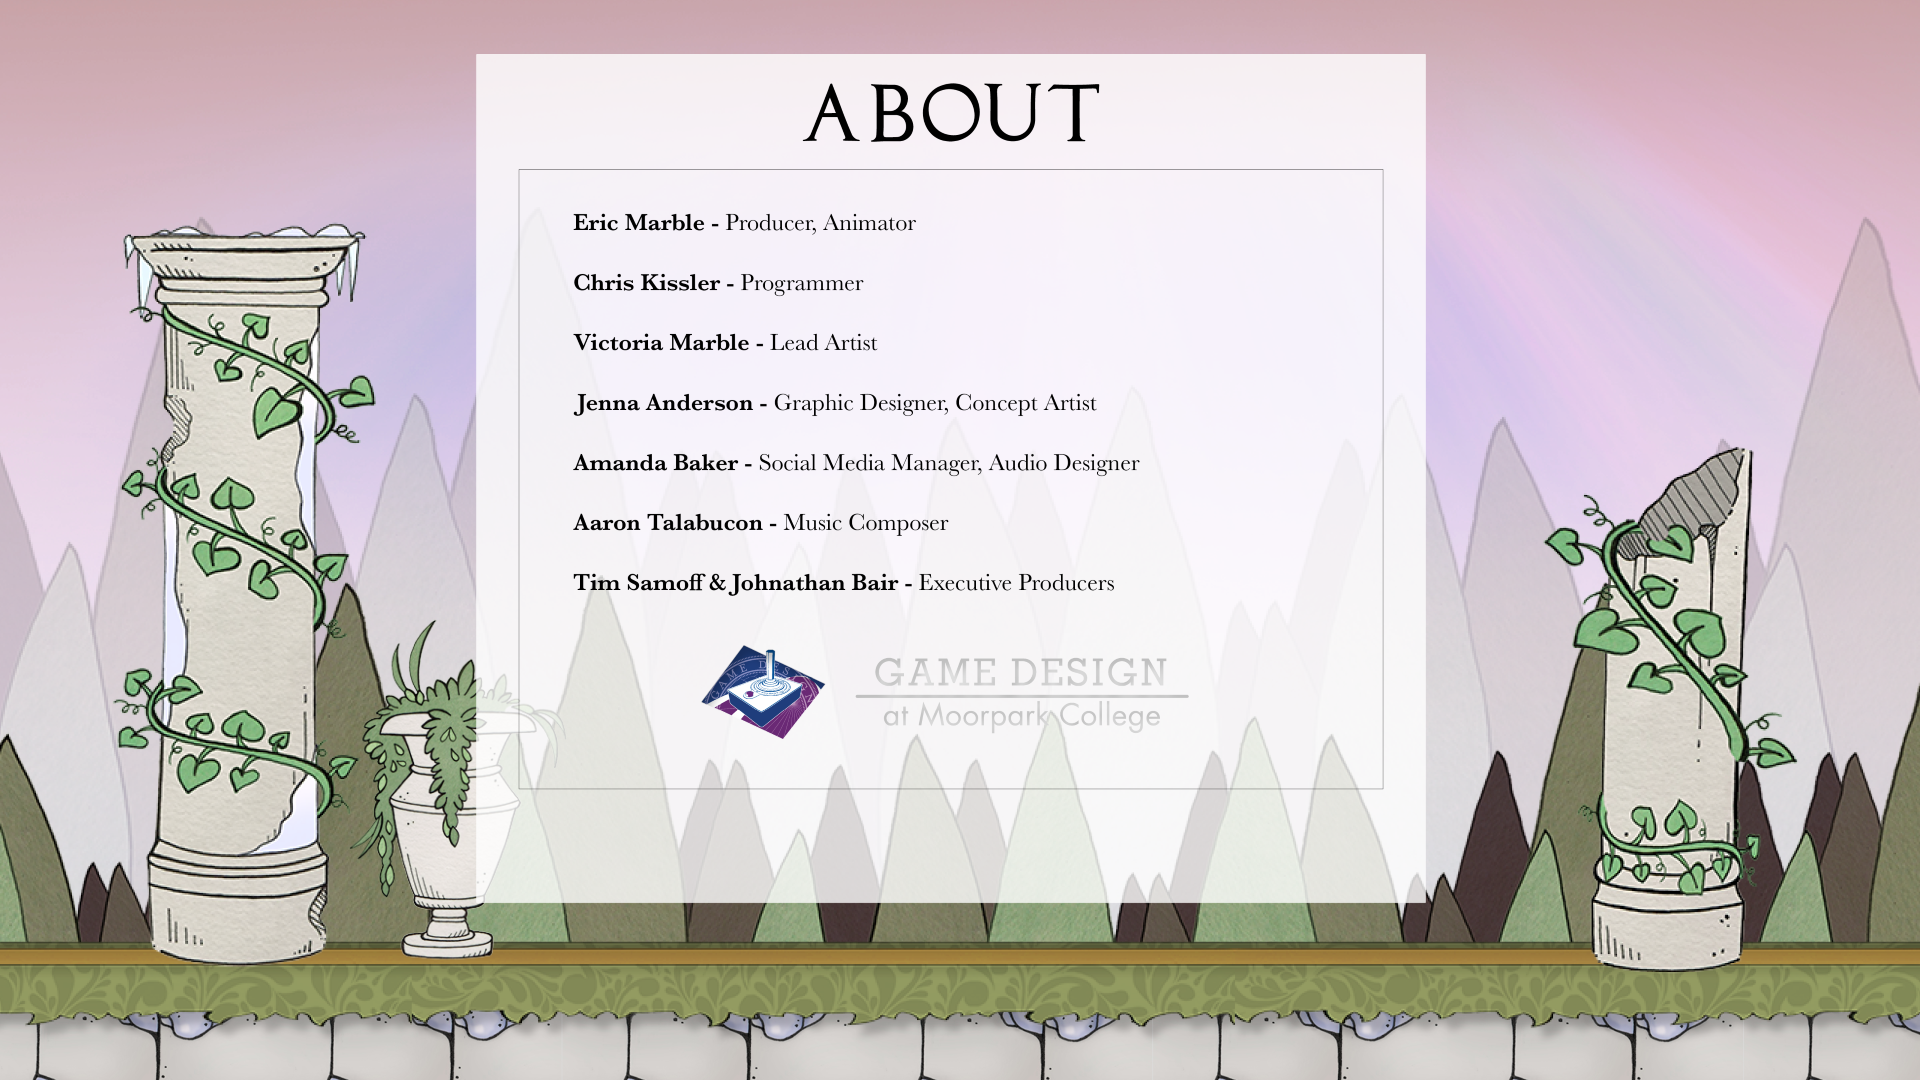 ABOUT
Eric Marble - Producer, Animator
Chris Kissler - Programmer
Victoria Marble - Lead Artist
Jenna Anderson - Graphic Designer, Concept Artist
Amanda Baker - Social Media Manager, Audio Designer
Aaron Talabucon - Music Composer
Tim Samoff & Johnathan Bair - Executive Producers
GAME DESIGN
GAME DESIGN
at Moorpark College